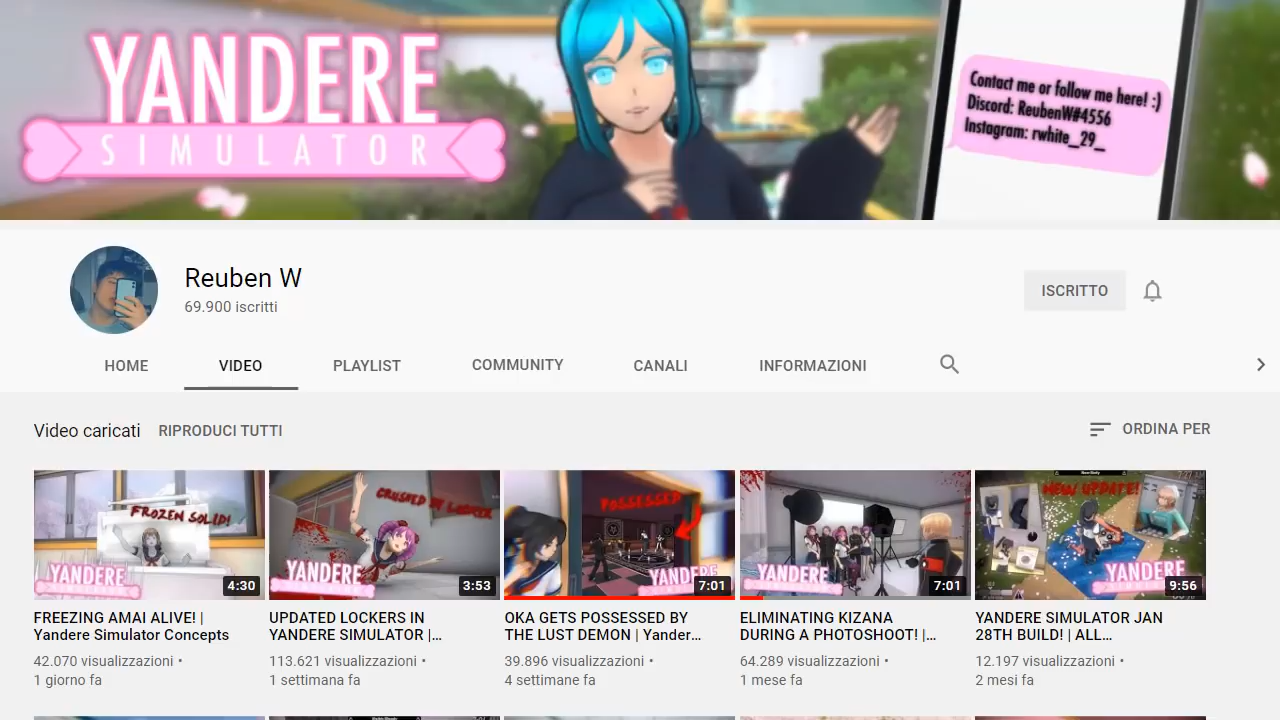 YANDERE
SIMULATOR
Contact me or follow me here! :)
Discord: ReubenW#4556
Instagram: rwhite_29_
Reuben W
69.900 iscritti
ISCRITTO
HOME
VIDEO
PLAYLIST
COMMUNITY
CANALI
INFORMAZIONI
Video caricati
RIPRODUCI TUTTI
ORDINA PER
FROZEN SOLID!
YANDERE
4:30
FREEZING AMAI ALIVE! |
Yandere Simulator Concepts
42.070 visualizzazioni •
1 giorno fa
CRUSHED BY LOCKER
YANDERE
3:53
UPDATED LOCKERS IN
YANDERE SIMULATOR |...
113.621 visualizzazioni •
1 settimana fa
POSSESSED
YANDERE
7:01
OKA GETS POSSESSED BY
THE LUST DEMON | Yander...
39.896 visualizzazioni •
4 settimane fa
YANDERE
7:01
ELIMINATING KIZANA
DURING A PHOTOSHOOT! |...
64.289 visualizzazioni •
1 mese fa
NEW UPDATE!
YANDERE
9:56
YANDERE SIMULATOR JAN
28TH BUILD! | ALL...
12.197 visualizzazioni •
2 mesi fa